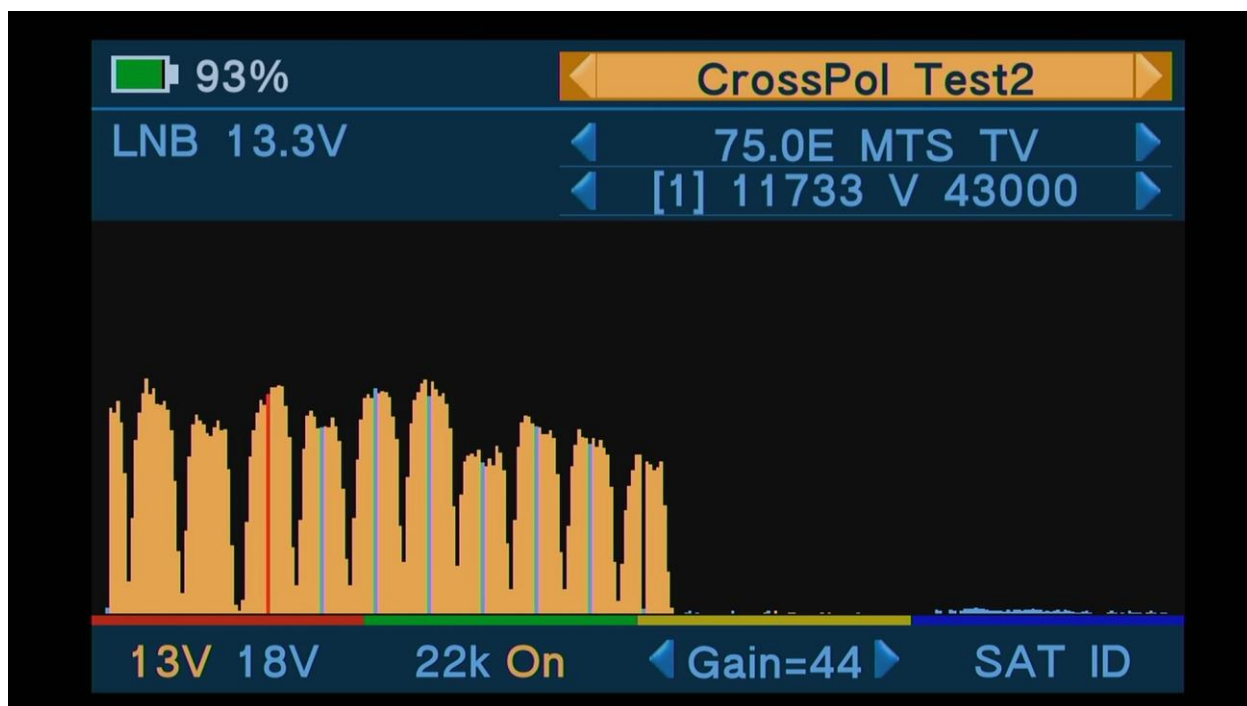 93%
CrossPol Test2
LNB 13.3V
75.0E MTS TV
[1] 11733 V 43000
13V 18V
22k On
Gain=44
SAT ID